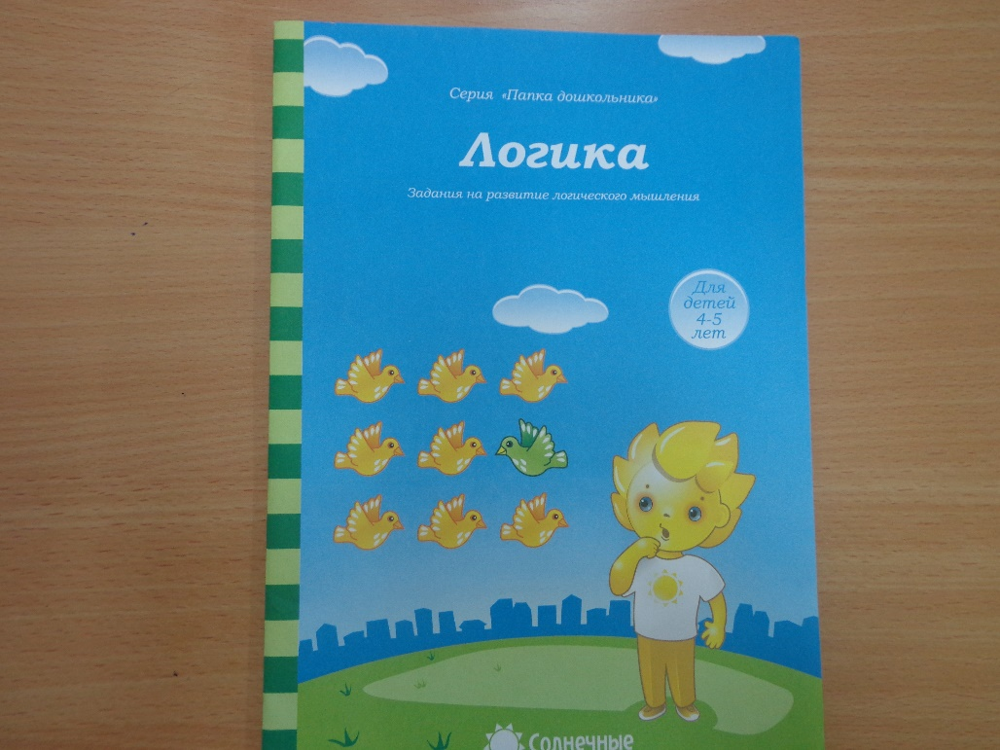 Серия «Папка дошкольника»
Логика
Задания на развитие логического мышления
Для
детей
4-5
лет
Солнечные